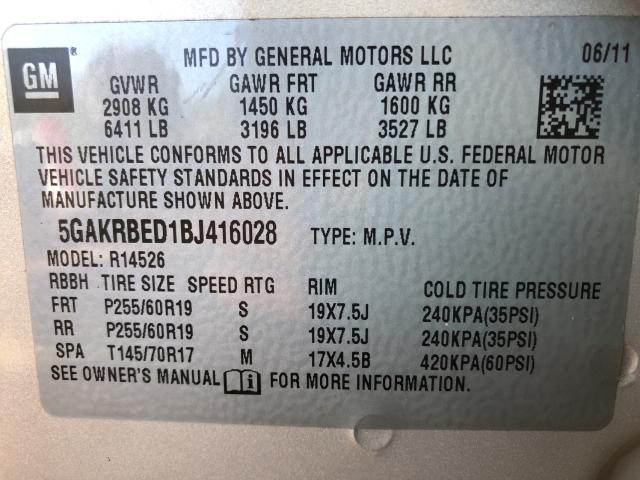 GM ® MFD BY GENERAL MOTORS LLC 06/11
GVWR GAWR FRT GAWR RR
2908 KG 1450 KG 1600 KG
6411 LB 3196 LB 3527 LB
THIS VEHICLE CONFORMS TO ALL APPLICABLE U.S. FEDERAL MOTOR
VEHICLE SAFETY STANDARDS IN EFFECT ON THE DATE OF
MANUFACTURE SHOWN ABOVE.
5GAKRBED1BJ416028 TYPE: M.P.V.
MODEL: R14526
RBBH TIRE SIZE SPEED RTG RIM COLD TIRE PRESSURE
FRT P255/60R19 S 19X7.5J 240KPA(35PSI)
RR P255/60R19 S 19X7.5J 240KPA(35PSI)
SPA T145/70R17 M 17X4.5B 420KPA(60PSI)
SEE OWNER'S MANUAL i FOR MORE INFORMATION.